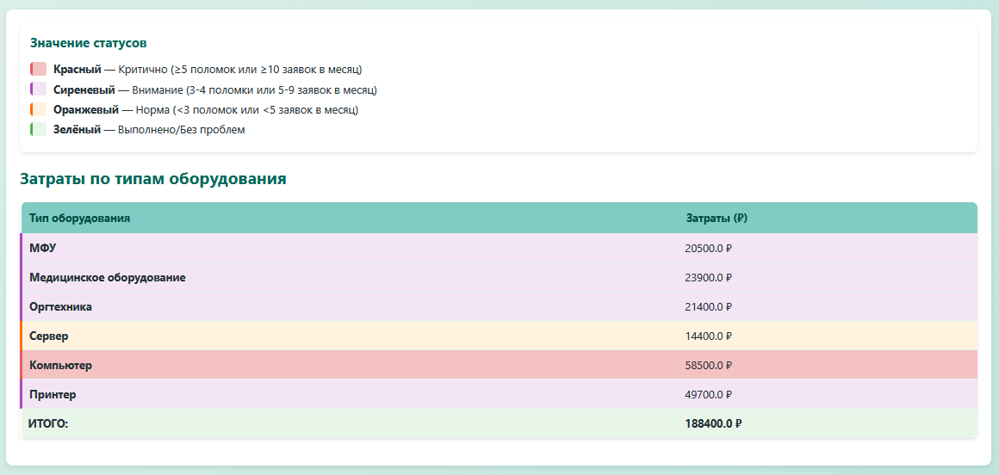 Значение статусов
Красный — Критично (≥5 поломок или ≥10 заявок в месяц)
Сиреневый — Внимание (3-4 поломки или 5-9 заявок в месяц)
Оранжевый — Норма (<3 поломок или <5 заявок в месяц)
Зелёный — Выполнено/Без проблем
Затраты по типам оборудования
Тип оборудования Затраты (₽)
МФУ 20500.0 ₽
Медицинское оборудование 23900.0 ₽
Оргтехника 21400.0 ₽
Сервер 14400.0 ₽
Компьютер 58500.0 ₽
Принтер 49700.0 ₽
ИТОГО: 188400.0 ₽